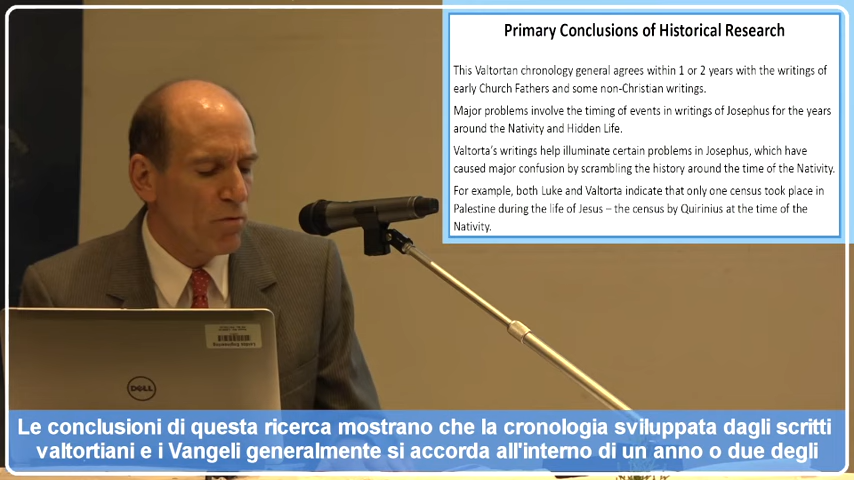 Primary Conclusions of Historical Research
This Valtortan chronology general agrees within 1 or 2 years with the writings of
early Church Fathers and some non-Christian writings.
Major problems involve the timing of events in writings of Josephus for the years
around the Nativity and Hidden Life.
Valtorta's writings help illuminate certain problems in Josephus, which have
caused major confusion by scrambling the history around the time of the Nativity.
For example, both Luke and Valtorta indicate that only one census took place in
Palestine during the life of Jesus – the census by Quirinius at the time of the
Nativity.
DELL
Le conclusioni di questa ricerca mostrano che la cronologia sviluppata dagli scritti
valtortiani e i Vangeli generalmente si accorda all'interno di un anno o due degli